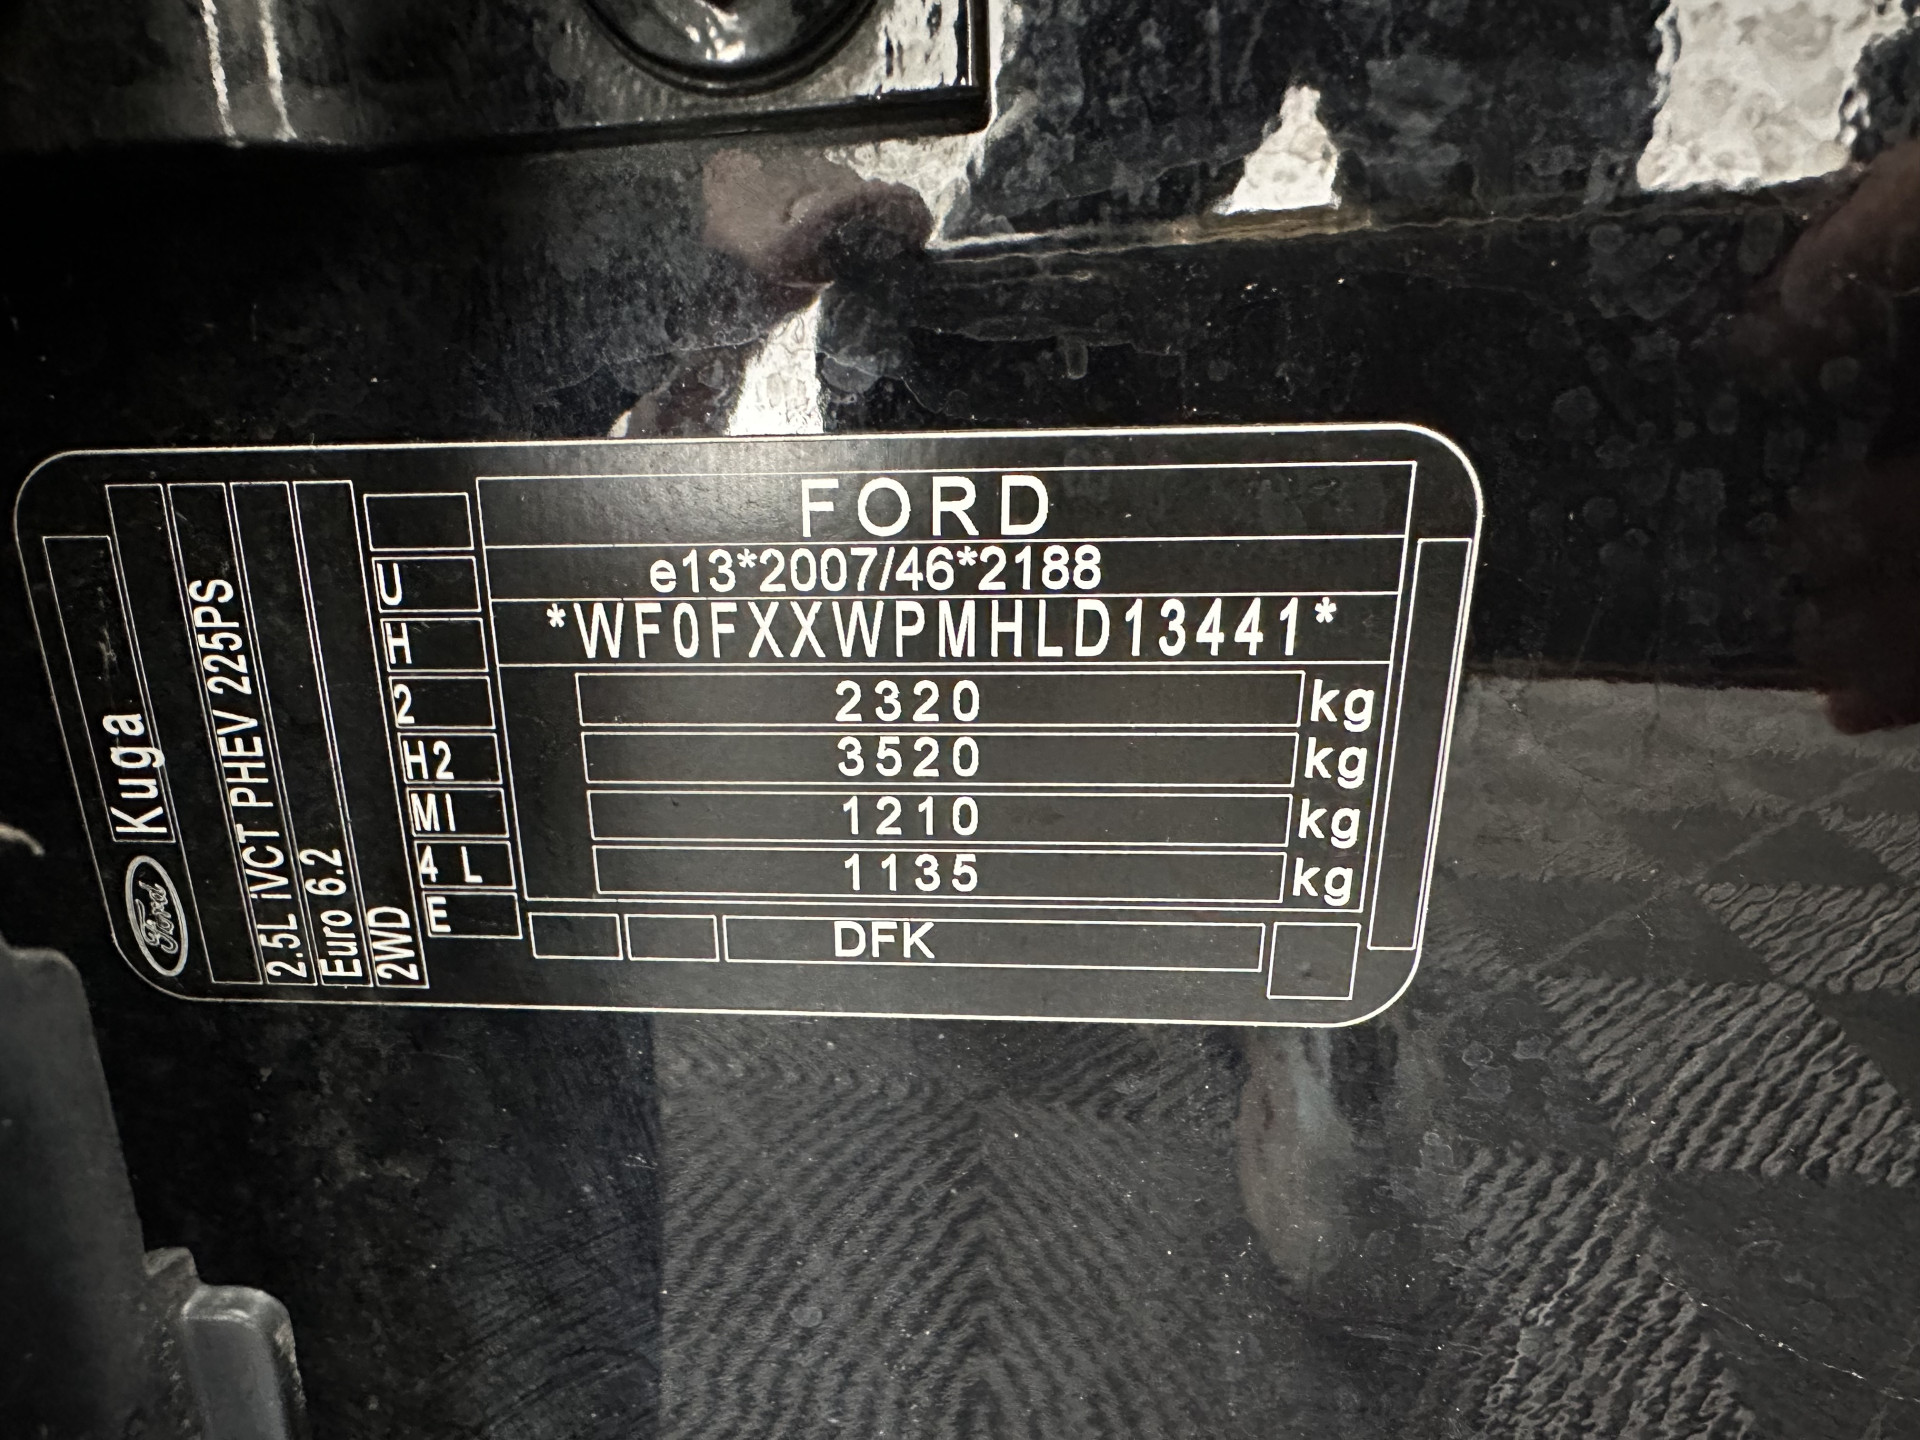 FORD
e13*2007/46*2188
*WF0FXXWPMHLD13441*
2320 kg
3520 kg
1210 kg
1135 kg
DFK
U
H
2
H2
MI
4 L
E
Ford Kuga
2.5L iVCT PHEV 225PS
Euro 6.2
2WD